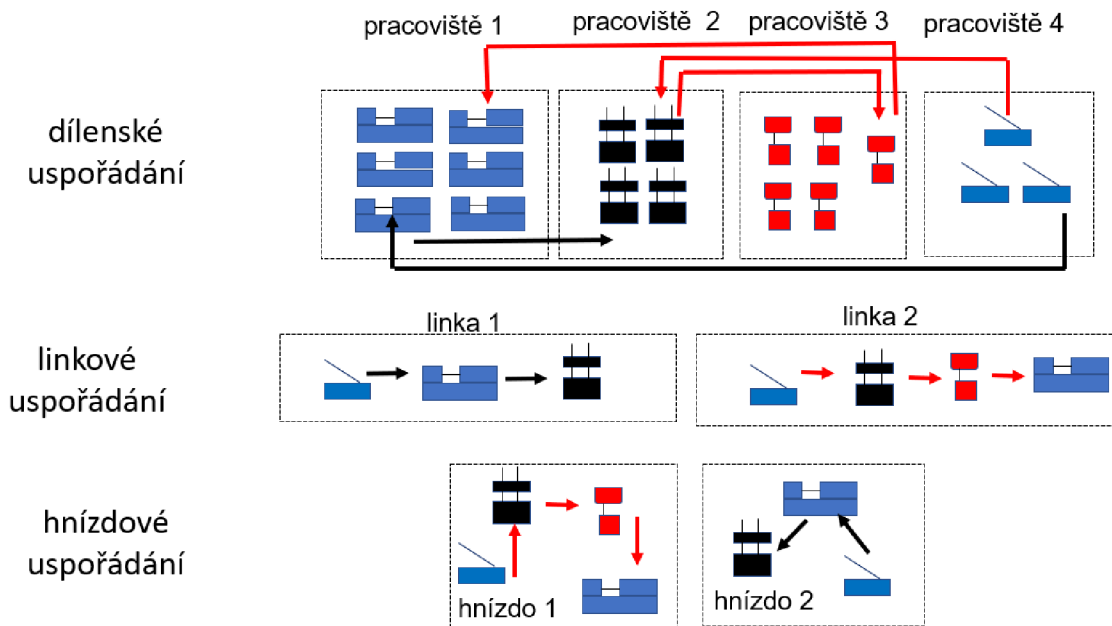 pracoviště 1
pracoviště  2
pracoviště 3
pracoviště 4
dílenské
uspořádání
linka 1
linka 2
linkové
uspořádání
hnízdové
uspořádání
hnízdo 1
hnízdo 2